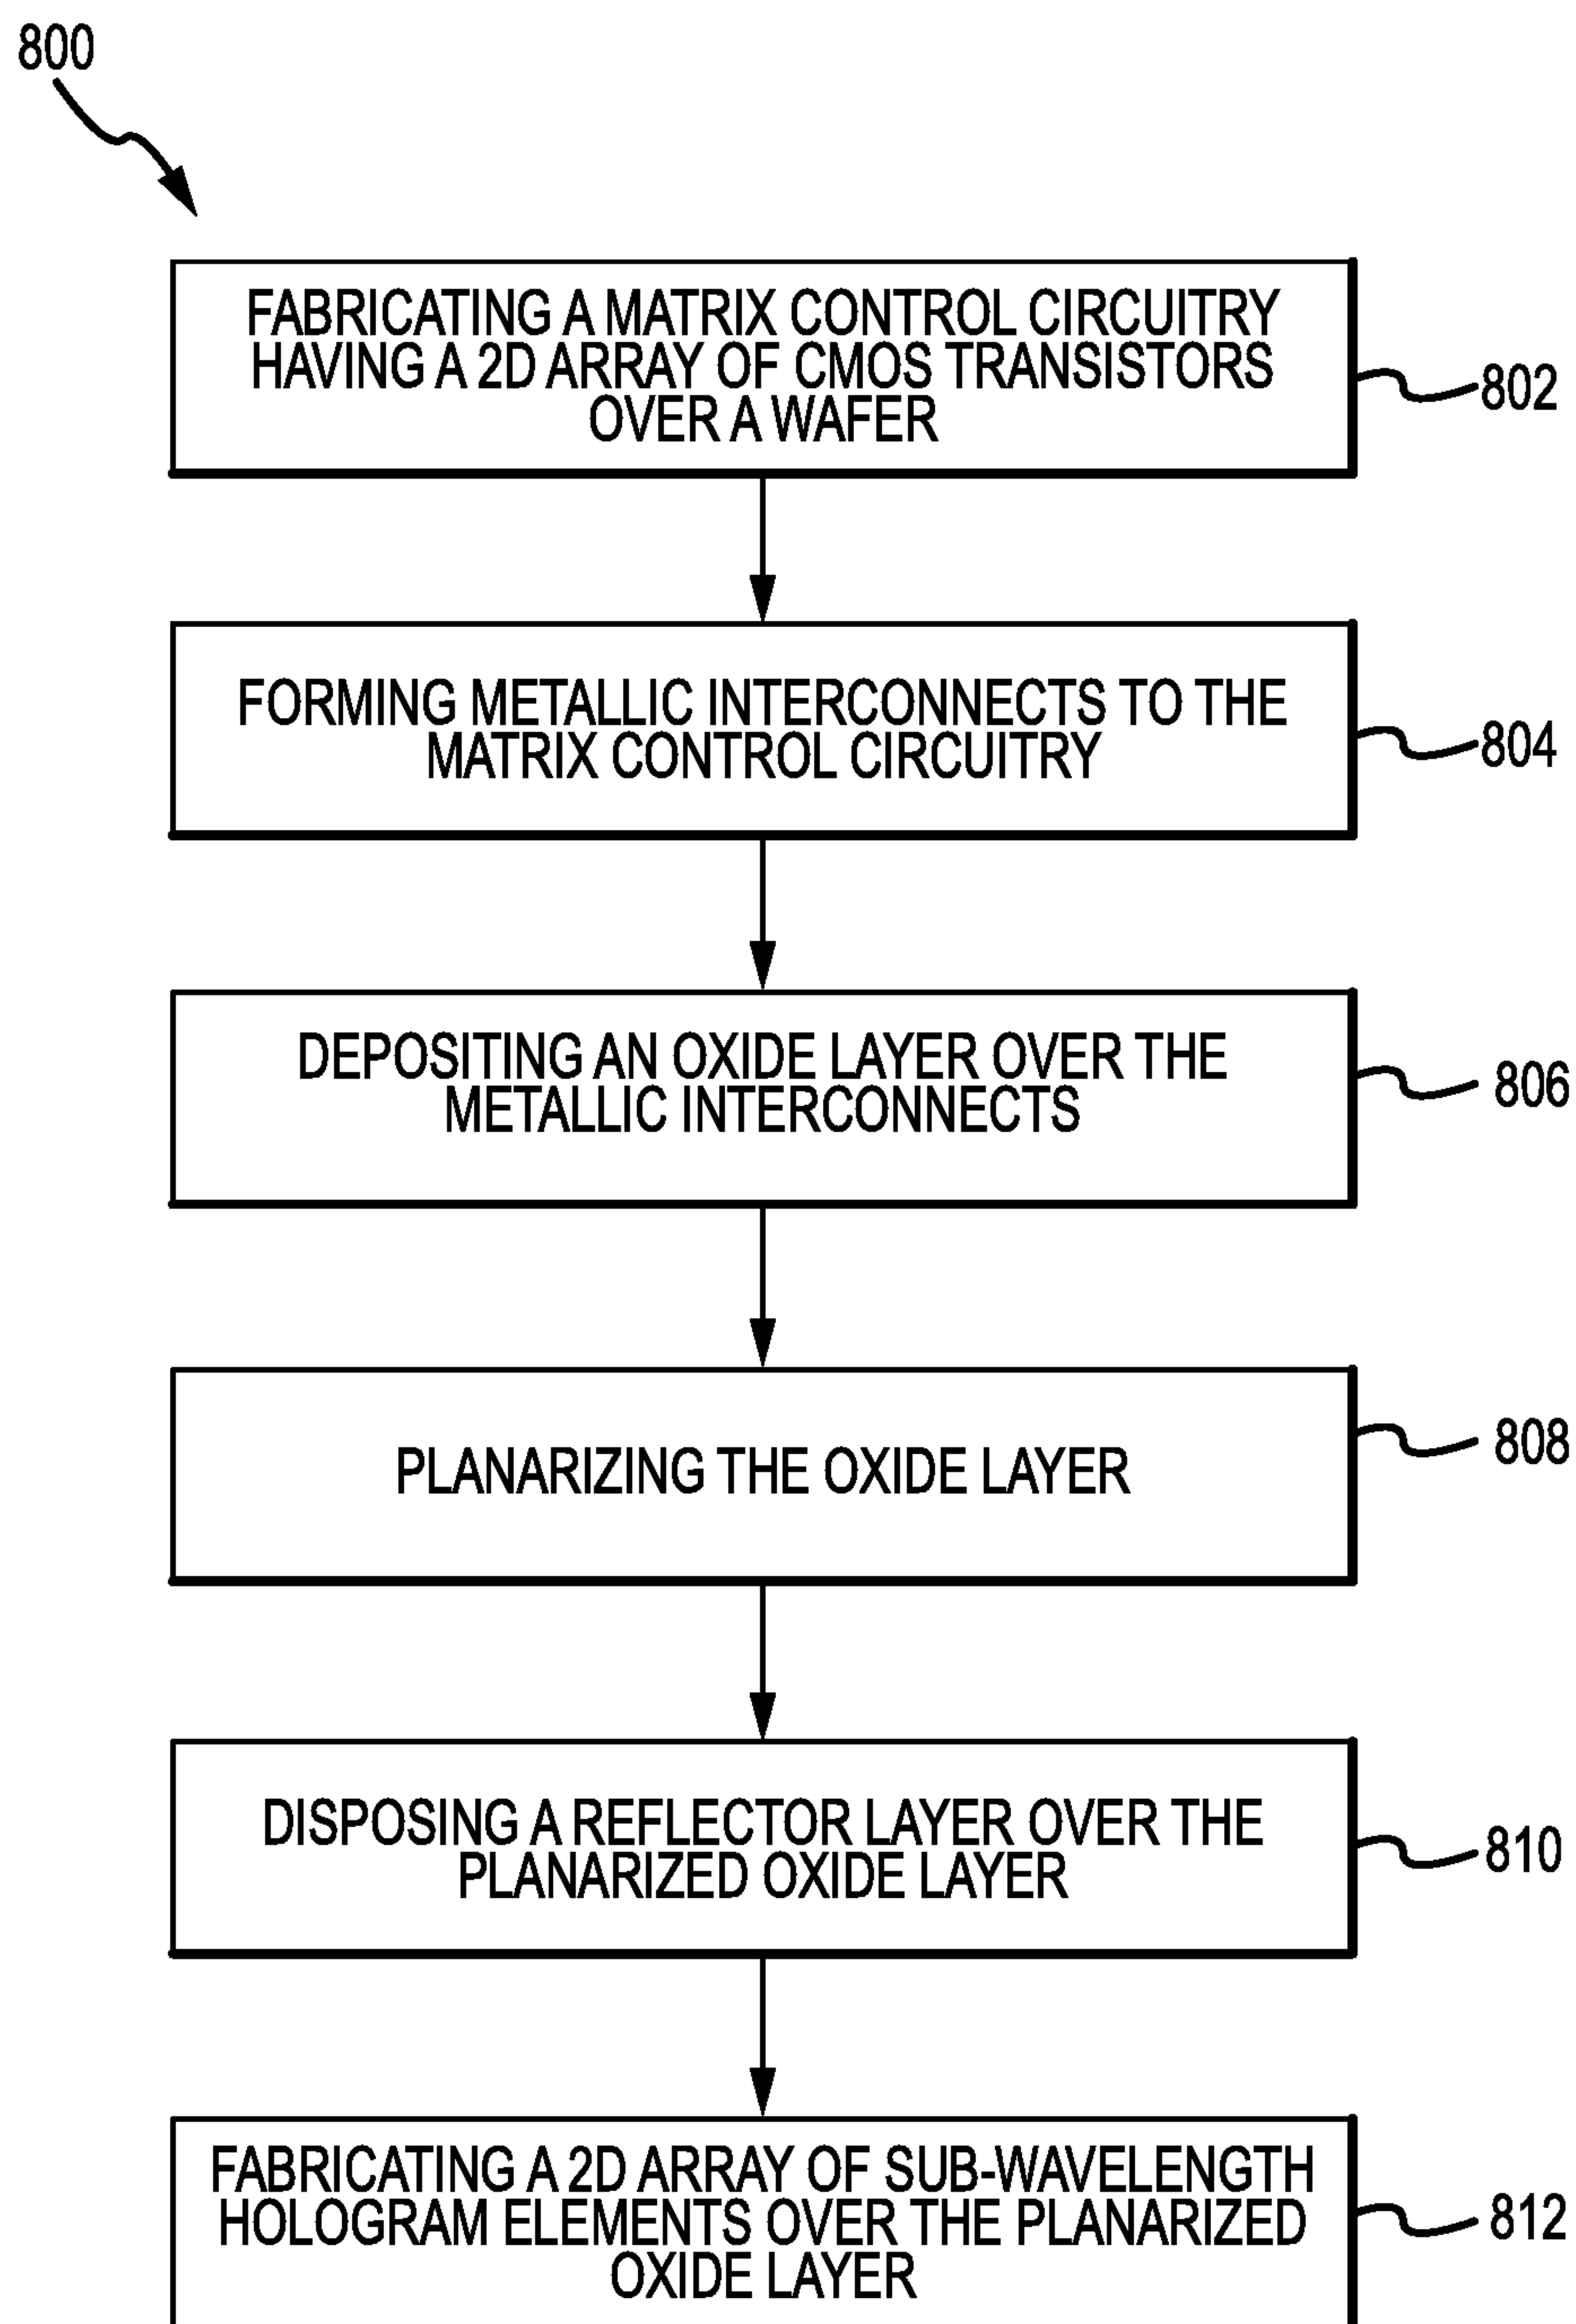 800
FABRICATING A MATRIX CONTROL CIRCUITRY
HAVING A 2D ARRAY OF CMOS TRANSISTORS
OVER A WAFER
802
FORMING METALLIC INTERCONNECTS TO THE
MATRIX CONTROL CIRCUITRY
804
DEPOSITING AN OXIDE LAYER OVER THE
METALLIC INTERCONNECTS
806
PLANARIZING THE OXIDE LAYER
808
DISPOSING A REFLECTOR LAYER OVER THE
PLANARIZED OXIDE LAYER
810
FABRICATING A 2D ARRAY OF SUB-WAVELENGTH
HOLOGRAM ELEMENTS OVER THE PLANARIZED
OXIDE LAYER
812